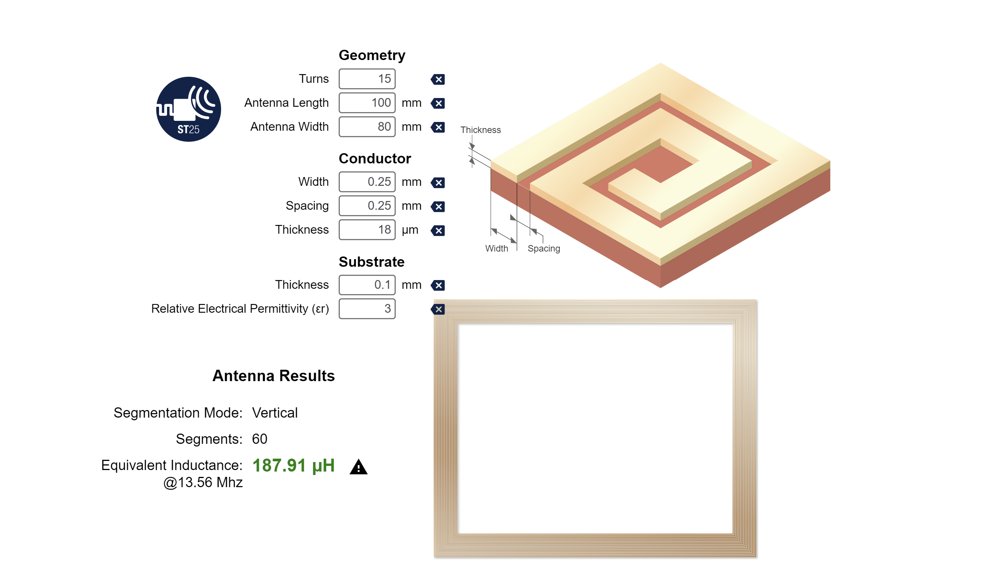 Geometry
Turns 15
Antenna Length 100 mm
Antenna Width 80 mm
ST25
Conductor
Width 0.25 mm
Spacing 0.25 mm
Thickness 18 µm
Substrate
Thickness 0.1 mm
Relative Electrical Permittivity (εr) 3
Thickness
Width Spacing
Antenna Results
Segmentation Mode: Vertical
Segments: 60
Equivalent Inductance: 187.91 µH
@13.56 Mhz